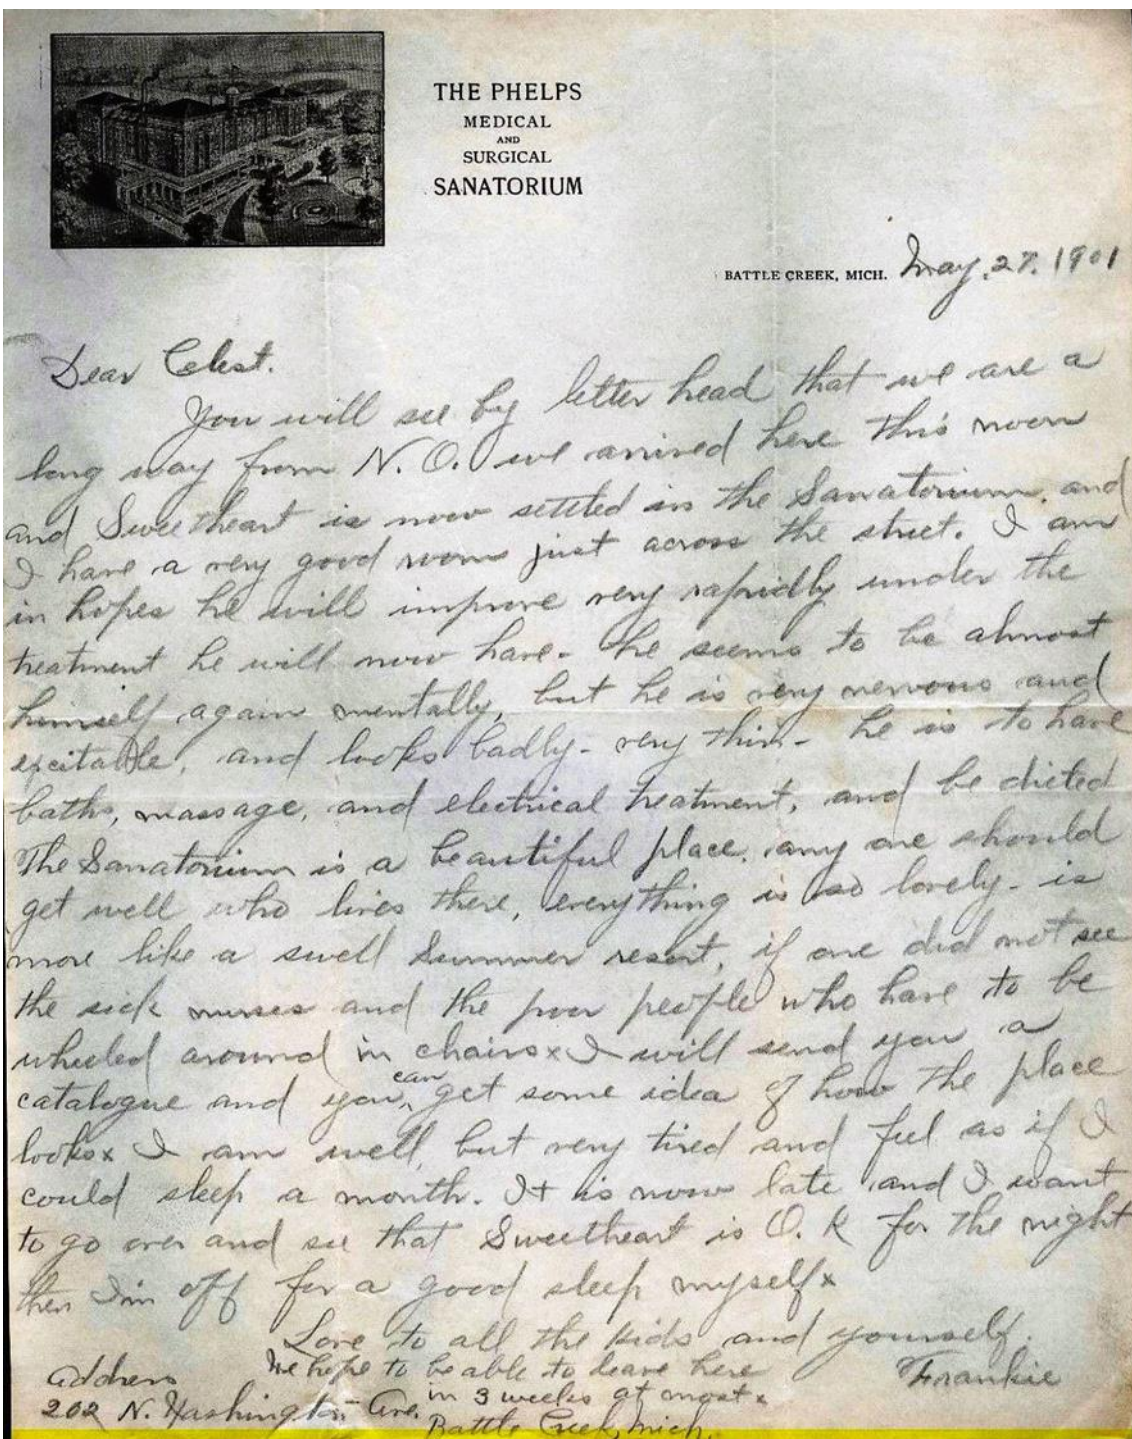 THE PHELPS
MEDICAL
AND
SURGICAL
SANATORIUM
BATTLE CREEK, MICH. May. 27. 1901
Dear Celest.
You will see by letter head that we are a
long way from N. O. we arrived here this noon
and Sweetheart is now settled in the Sanatorium, and
I have a very good room just across the street. I am
in hopes he will improve very rapidly under the
treatment he will now have - he seems to be almost
himself again mentally, but he is very nervous and
excitable, and looks badly - very thin - he is to have
baths, massage, and electrical treatment, and be dieted
The Sanatorium is a beautiful place. any one should
get well who lives there, everything is so lovely - is
more like a swell Summer resort, if one did not see
the sick nurses and the poor people who have to be
wheeled around in chairs x I will send you a
catalogue and you can get some idea of how the place
looks x I am well, but very tired and feel as if I
could sleep a month. It is now late and I want
to go over and see that Sweetheart is O. K for the night
then I'm off for a good sleep myself x
Love to all the kids and yourself.
Frankie
We hope to be able to leave here
in 3 weeks at most x
Address
202 N. Washington Ave.
Battle Creek, Mich.